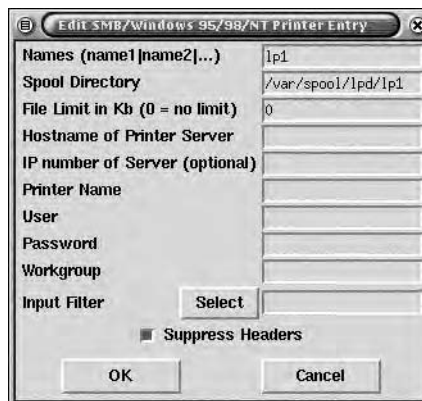 Edit SMB/Windows 95/98/NT Printer Entry
Names (name1|name2|...) lp1
Spool Directory /var/spool/lpd/lp1
File Limit in Kb (0 = no limit) 0
Hostname of Printer Server
IP number of Server (optional)
Printer Name
User
Password
Workgroup
Input Filter Select
Suppress Headers
OK Cancel